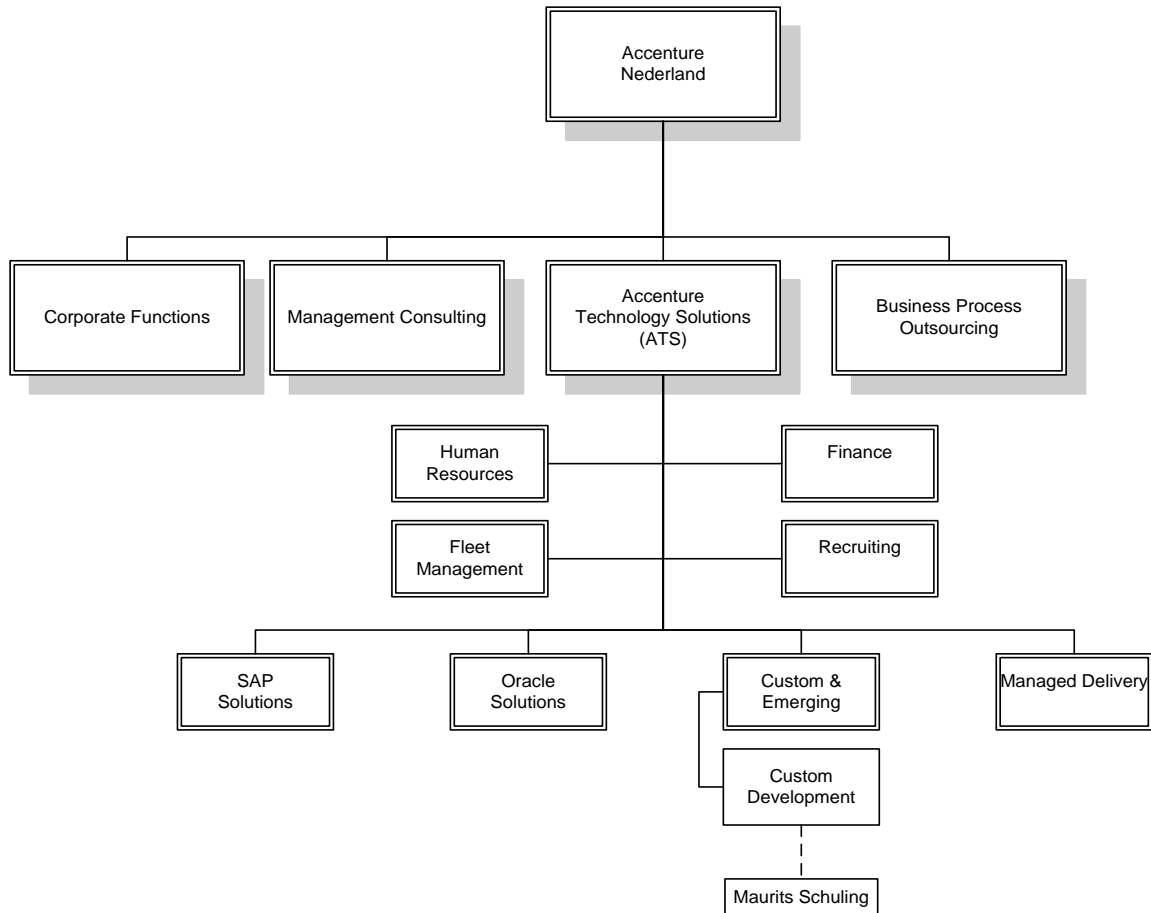 Accenture
Nederland
Corporate Functions
Management Consulting
Accenture
Technology Solutions
(ATS)
Business Process
Outsourcing
Human
Resources
Finance
Fleet
Management
Recruiting
SAP
Solutions
Oracle
Solutions
Custom &
Emerging
Managed Delivery
Custom
Development
Maurits Schuling